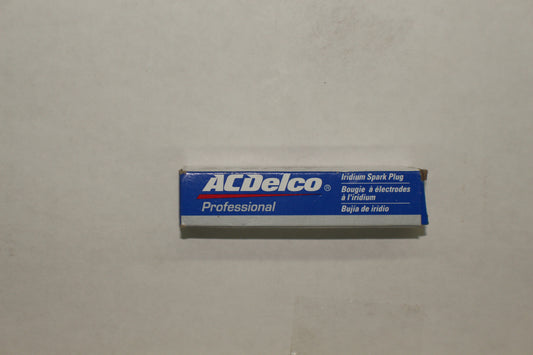 ACDelco®
Professional
Iridium Spark Plug
Bougie à électrodes
à l'iridium
Bujía de iridio